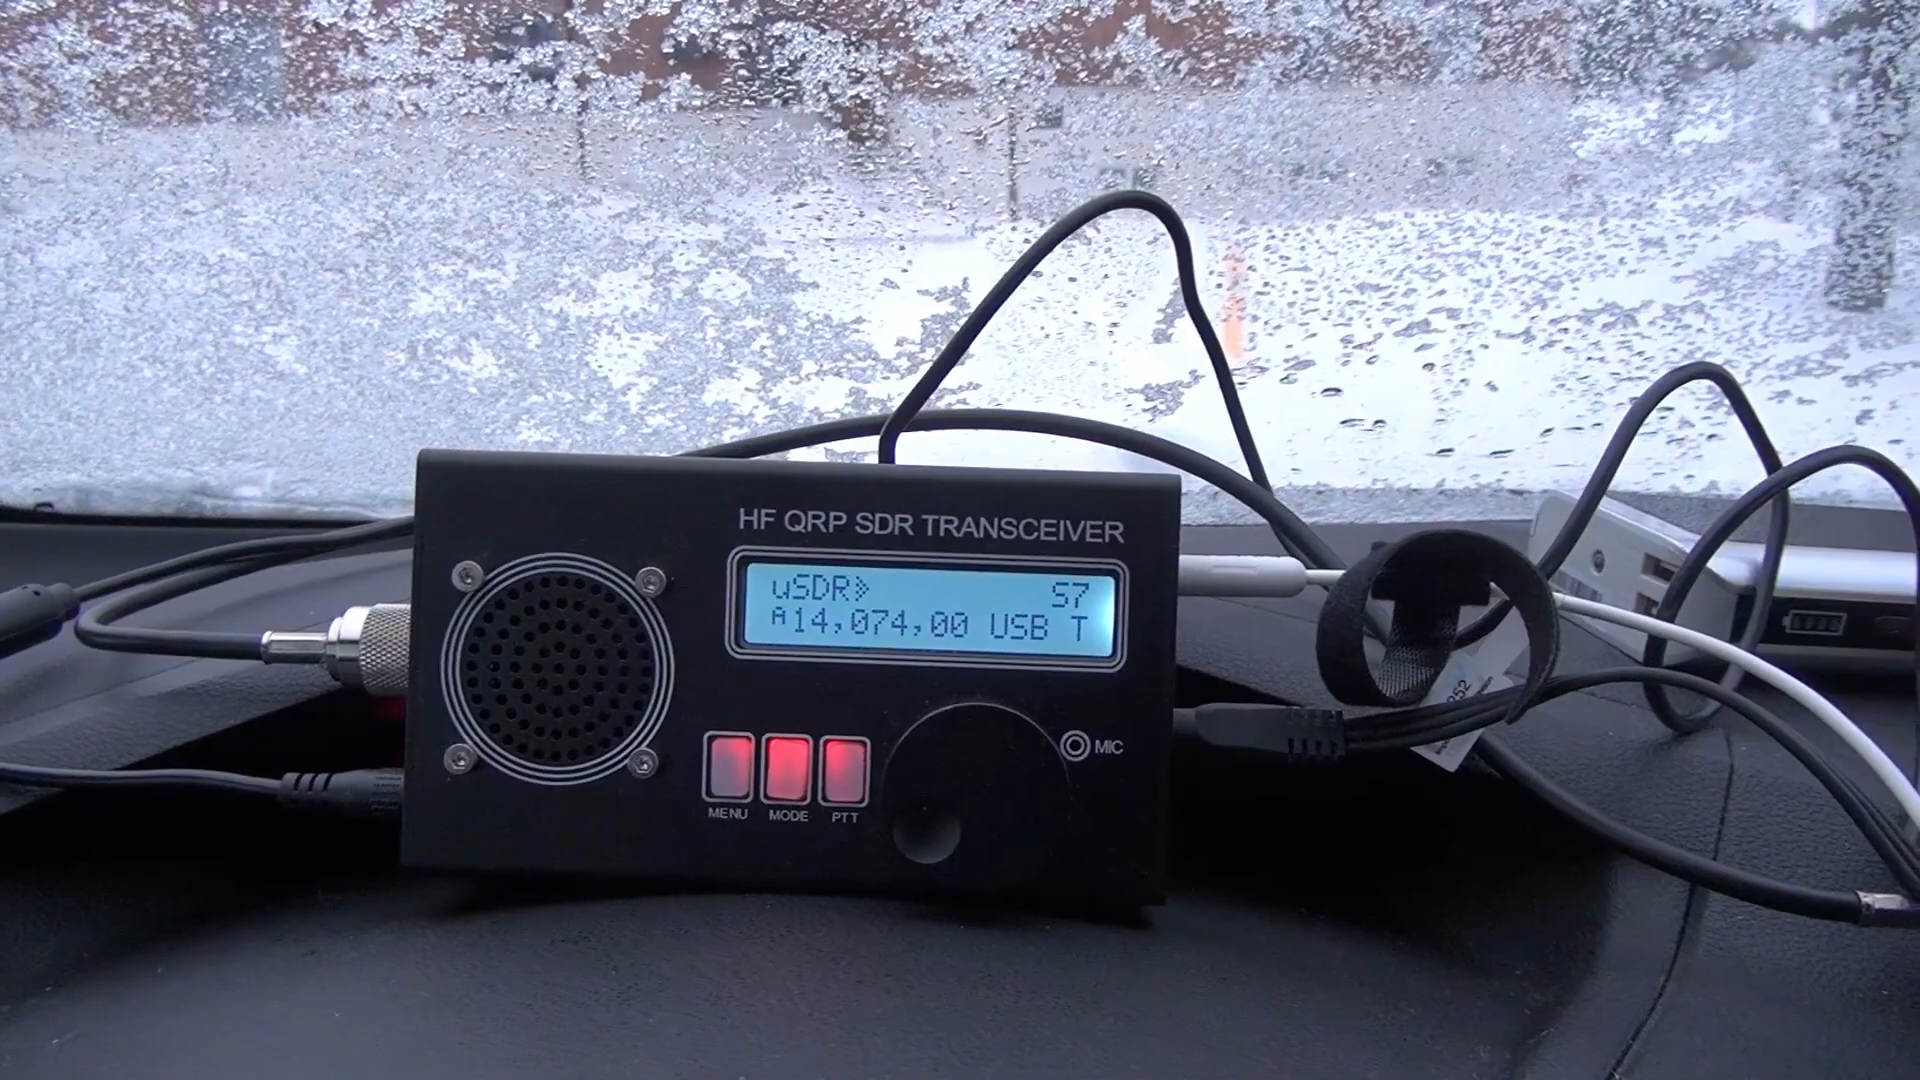 HF QRP SDR TRANSCEIVER
uSDR» S7
A14,074,00 USB T
MIC
MENU MODE PTT